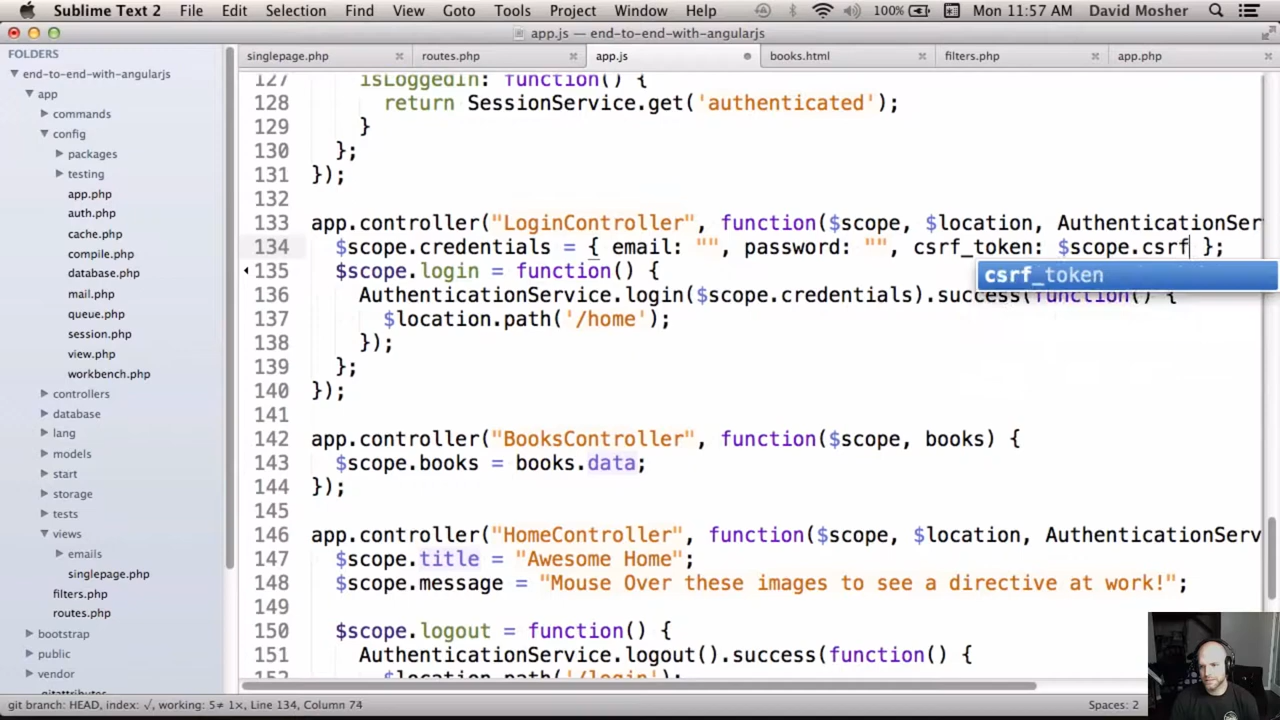 Sublime Text 2 File Edit Selection Find View Goto Tools Project Window Help 100% Mon 11:57 AM David Mosher
app.js — end-to-end-with-angularjs
FOLDERS
end-to-end-with-angularjs
app
commands
config
packages
testing
app.php
auth.php
cache.php
compile.php
database.php
mail.php
queue.php
session.php
view.php
workbench.php
controllers
database
lang
models
start
storage
tests
views
emails
singlepage.php
filters.php
routes.php
bootstrap
public
vendor
.gitattributes
singlepage.php routes.php app.js books.html filters.php app.php
127 isLoggedIn: function() {
128 return SessionService.get('authenticated');
129 }
130 };
131 });
132
133 app.controller("LoginController", function($scope, $location, AuthenticationSer
134 $scope.credentials = { email: "", password: "", csrf_token: $scope.csrf };
csrf_token
135 $scope.login = function() {
136 AuthenticationService.login($scope.credentials).success(function() {
137 $location.path('/home');
138 });
139 };
140 });
141
142 app.controller("BooksController", function($scope, books) {
143 $scope.books = books.data;
144 });
145
146 app.controller("HomeController", function($scope, $location, AuthenticationServ
147 $scope.title = "Awesome Home";
148 $scope.message = "Mouse Over these images to see a directive at work!";
149
150 $scope.logout = function() {
151 AuthenticationService.logout().success(function() {
152 $location.path('/login');
git branch: HEAD, index: √, working: 5≠ 1×, Line 134, Column 74 Spaces: 2